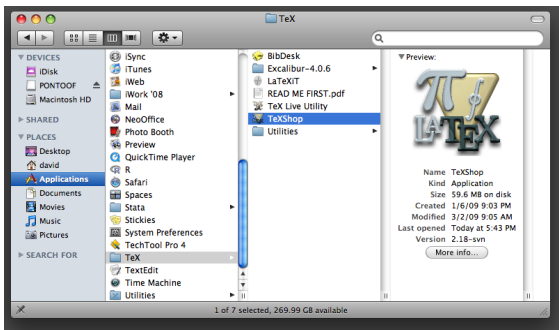 TeX
DEVICES
iDisk
PONTOOF
Macintosh HD
SHARED
PLACES
Desktop
david
Applications
Documents
Movies
Music
Pictures
SEARCH FOR
iSync
iTunes
iWeb
iWork '08
Mail
NeoOffice
Photo Booth
Preview
QuickTime Player
R
Safari
Spaces
Stata
Stickies
System Preferences
TechTool Pro 4
TeX
TextEdit
Time Machine
Utilities
BibDesk
Excalibur-4.0.6
LaTeXiT
READ ME FIRST.pdf
TeX Live Utility
TeXShop
Utilities
Preview:
LATEX
Name TeXShop
Kind Application
Size 59.6 MB on disk
Created 1/6/09 9:03 PM
Modified 3/2/09 9:05 AM
Last opened Today at 5:43 PM
Version 2.18-svn
More info...
1 of 7 selected, 269.99 GB available